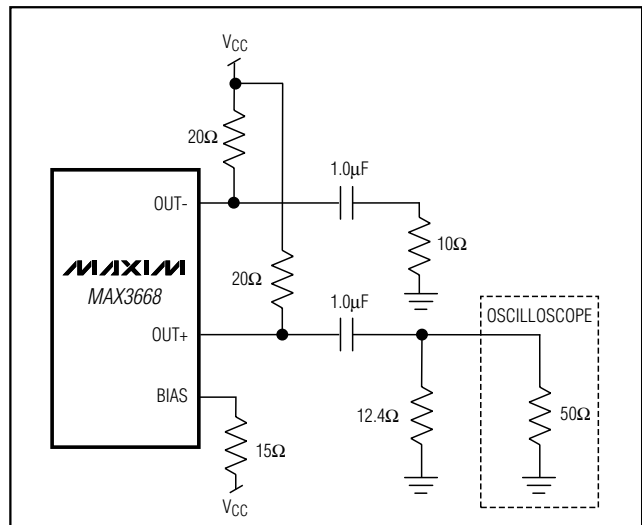 VCC
20Ω
1.0µF
OUT-
10Ω
MAXIM
MAX3668
20Ω
1.0µF
OSCILLOSCOPE
OUT+
BIAS
12.4Ω
50Ω
15Ω
VCC